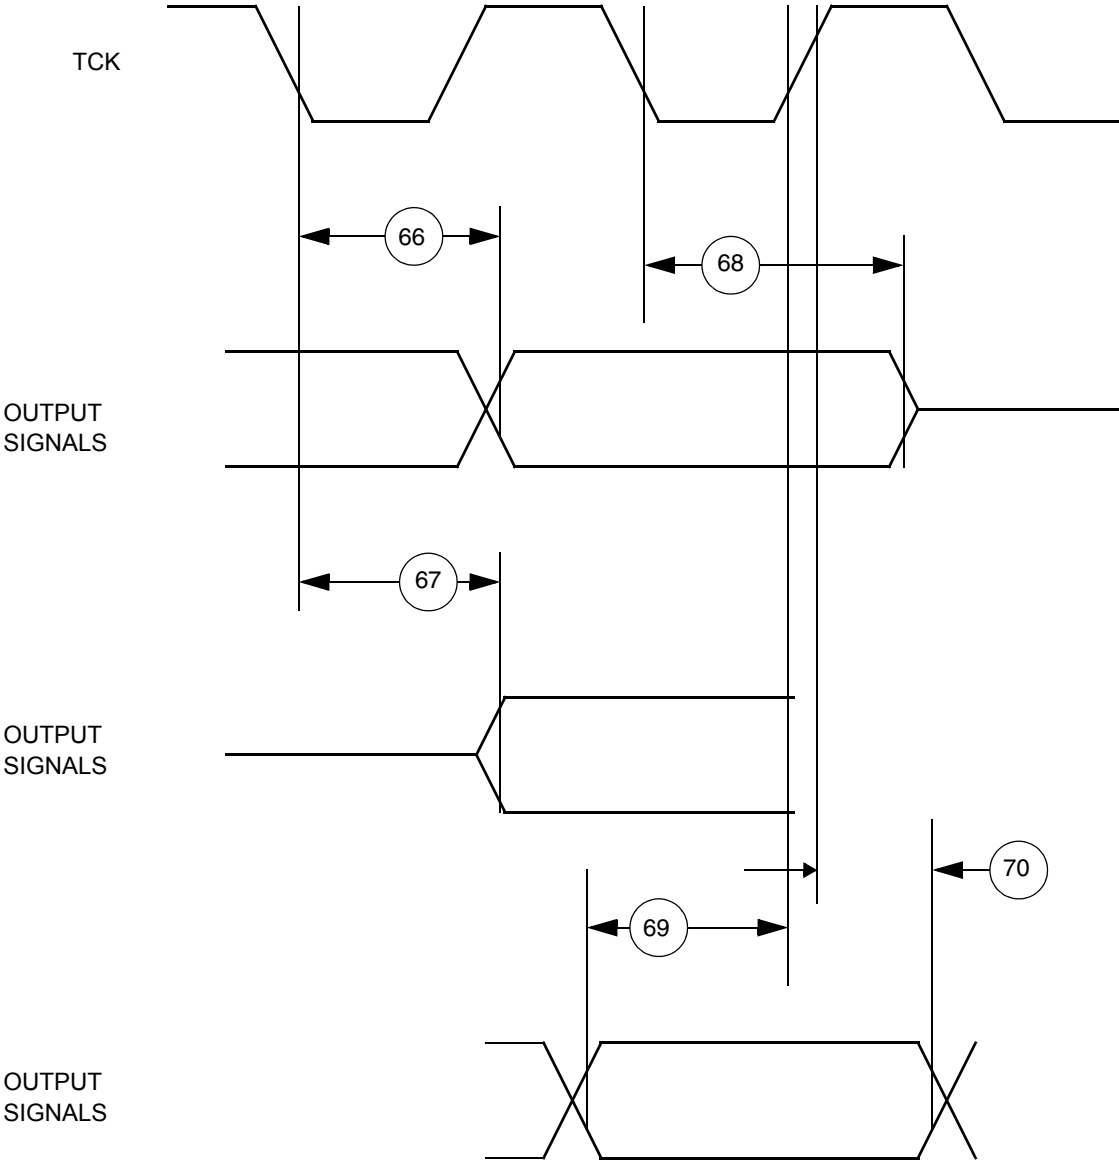 TCK
66
68
OUTPUT
SIGNALS
67
OUTPUT
SIGNALS
70
69
OUTPUT
SIGNALS